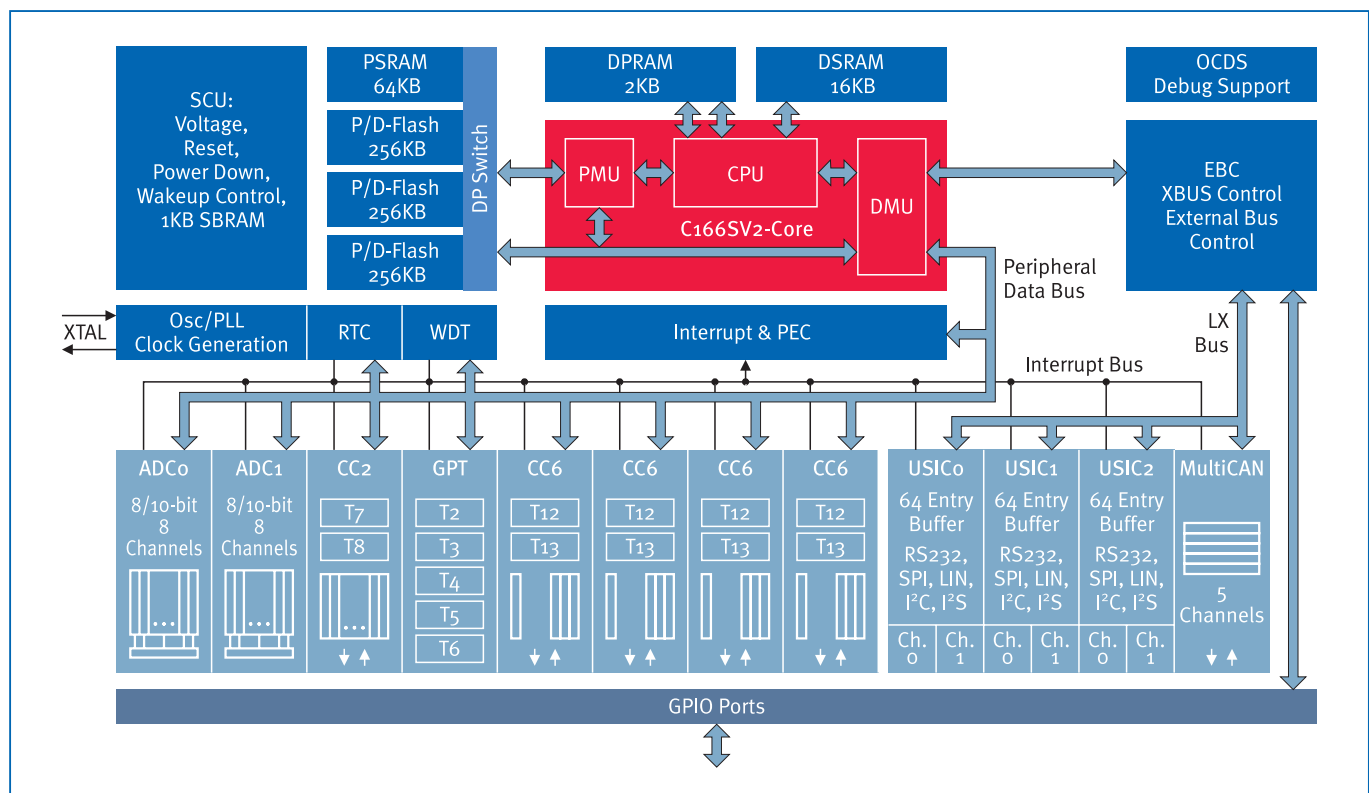 SCU:
Voltage,
Reset,
Power Down,
Wakeup Control,
1KB SBRAM
PSRAM
64KB
P/D-Flash
256KB
P/D-Flash
256KB
P/D-Flash
256KB
DP Switch
DPRAM
2KB
DSRAM
16KB
PMU
CPU
DMU
C166SV2-Core
OCDS
Debug Support
EBC
XBUS Control
External Bus
Control
Peripheral
Data Bus
LX
Bus
XTAL
Osc/PLL
Clock Generation
RTC
WDT
Interrupt & PEC
Interrupt Bus
ADC0
8/10-bit
8
Channels
ADC1
8/10-bit
8
Channels
CC2
T7
T8
GPT
T2
T3
T4
T5
T6
CC6
T12
T13
CC6
T12
T13
CC6
T12
T13
CC6
T12
T13
USIC0
64 Entry
Buffer
RS232,
SPI, LIN,
I²C, I²S
Ch.
0
Ch.
1
USIC1
64 Entry
Buffer
RS232,
SPI, LIN,
I²C, I²S
Ch.
0
Ch.
1
USIC2
64 Entry
Buffer
RS232,
SPI, LIN,
I²C, I²S
Ch.
0
Ch.
1
MultiCAN
5
Channels
GPIO Ports